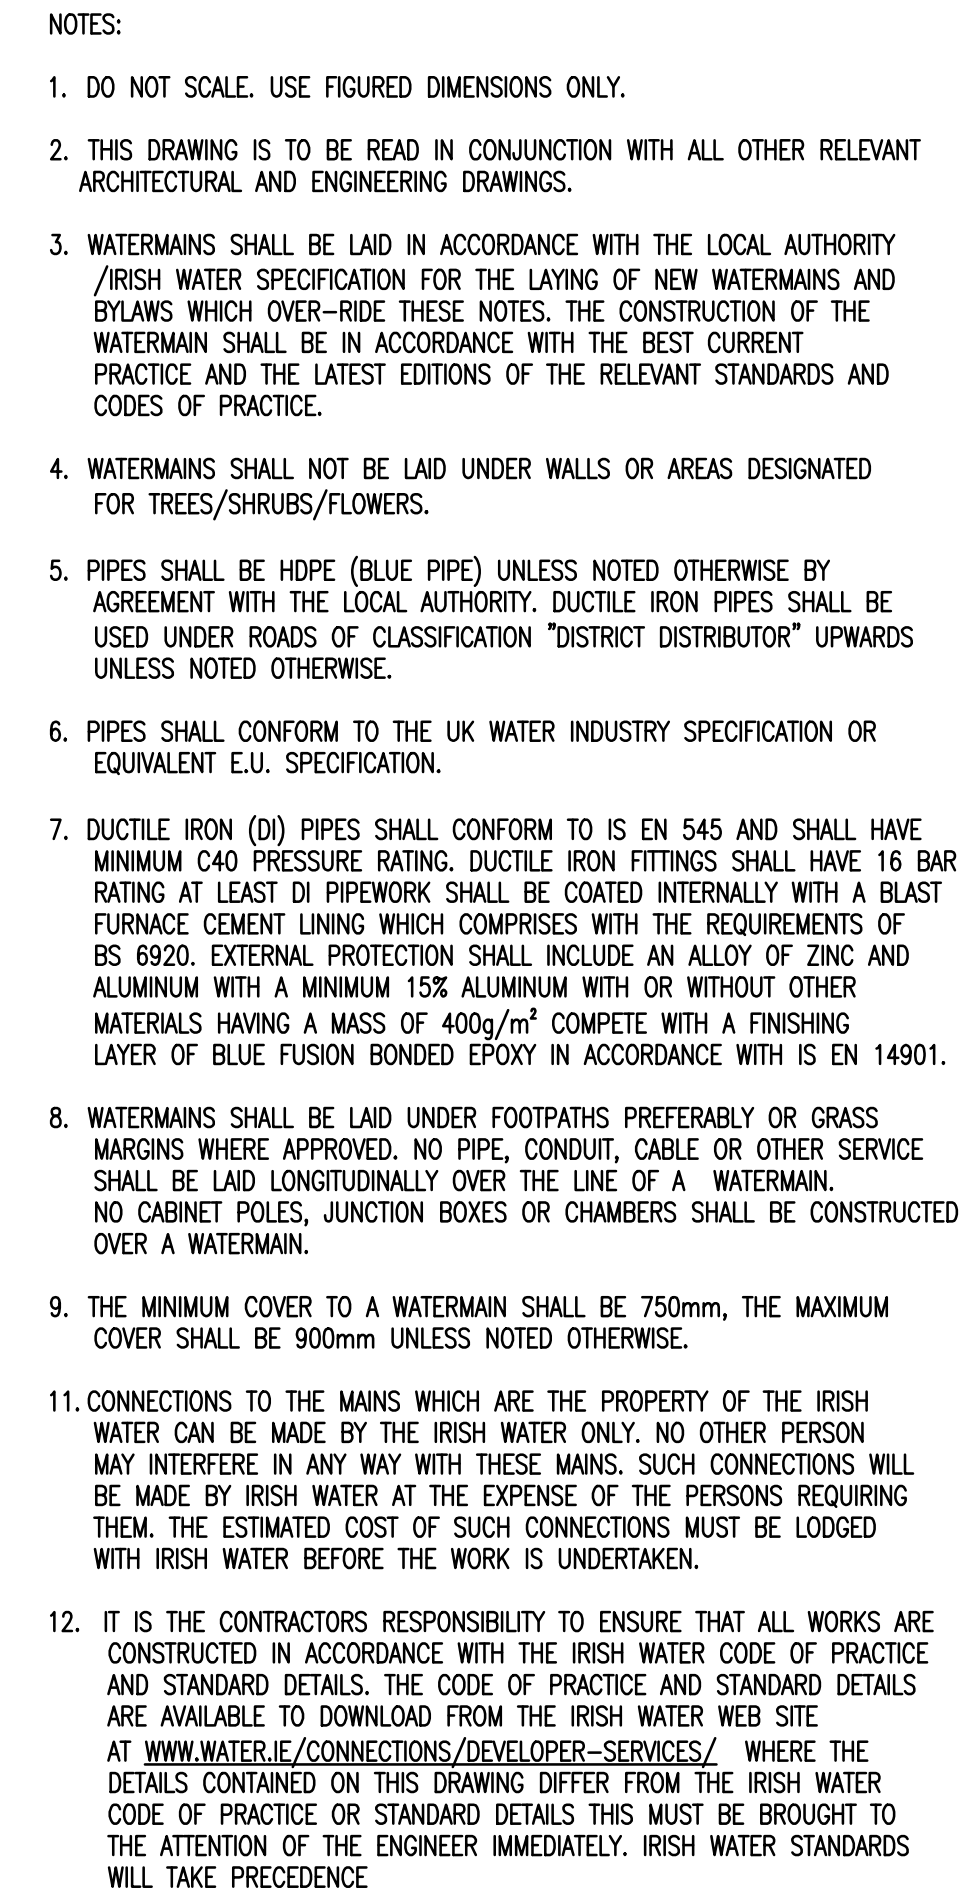 NOTES:
1. DO NOT SCALE. USE FIGURED DIMENSIONS ONLY.
2. THIS DRAWING IS TO BE READ IN CONJUNCTION WITH ALL OTHER RELEVANT
ARCHITECTURAL AND ENGINEERING DRAWINGS.
3. WATERMAINS SHALL BE LAID IN ACCORDANCE WITH THE LOCAL AUTHORITY
/IRISH WATER SPECIFICATION FOR THE LAYING OF NEW WATERMAINS AND
BYLAWS WHICH OVER-RIDE THESE NOTES. THE CONSTRUCTION OF THE
WATERMAIN SHALL BE IN ACCORDANCE WITH THE BEST CURRENT
PRACTICE AND THE LATEST EDITIONS OF THE RELEVANT STANDARDS AND
CODES OF PRACTICE.
4. WATERMAINS SHALL NOT BE LAID UNDER WALLS OR AREAS DESIGNATED
FOR TREES/SHRUBS/FLOWERS.
5. PIPES SHALL BE HDPE (BLUE PIPE) UNLESS NOTED OTHERWISE BY
AGREEMENT WITH THE LOCAL AUTHORITY. DUCTILE IRON PIPES SHALL BE
USED UNDER ROADS OF CLASSIFICATION "DISTRICT DISTRIBUTOR" UPWARDS
UNLESS NOTED OTHERWISE.
6. PIPES SHALL CONFORM TO THE UK WATER INDUSTRY SPECIFICATION OR
EQUIVALENT E.U. SPECIFICATION.
7. DUCTILE IRON (DI) PIPES SHALL CONFORM TO IS EN 545 AND SHALL HAVE
MINIMUM C40 PRESSURE RATING. DUCTILE IRON FITTINGS SHALL HAVE 16 BAR
RATING AT LEAST DI PIPEWORK SHALL BE COATED INTERNALLY WITH A BLAST
FURNACE CEMENT LINING WHICH COMPRISES WITH THE REQUIREMENTS OF
BS 6920. EXTERNAL PROTECTION SHALL INCLUDE AN ALLOY OF ZINC AND
ALUMINUM WITH A MINIMUM 15% ALUMINUM WITH OR WITHOUT OTHER
MATERIALS HAVING A MASS OF 400g/m² COMPETE WITH A FINISHING
LAYER OF BLUE FUSION BONDED EPOXY IN ACCORDANCE WITH IS EN 14901.
8. WATERMAINS SHALL BE LAID UNDER FOOTPATHS PREFERABLY OR GRASS
MARGINS WHERE APPROVED. NO PIPE, CONDUIT, CABLE OR OTHER SERVICE
SHALL BE LAID LONGITUDINALLY OVER THE LINE OF A WATERMAIN.
NO CABINET POLES, JUNCTION BOXES OR CHAMBERS SHALL BE CONSTRUCTED
OVER A WATERMAIN.
9. THE MINIMUM COVER TO A WATERMAIN SHALL BE 750mm, THE MAXIMUM
COVER SHALL BE 900mm UNLESS NOTED OTHERWISE.
11. CONNECTIONS TO THE MAINS WHICH ARE THE PROPERTY OF THE IRISH
WATER CAN BE MADE BY THE IRISH WATER ONLY. NO OTHER PERSON
MAY INTERFERE IN ANY WAY WITH THESE MAINS. SUCH CONNECTIONS WILL
BE MADE BY IRISH WATER AT THE EXPENSE OF THE PERSONS REQUIRING
THEM. THE ESTIMATED COST OF SUCH CONNECTIONS MUST BE LODGED
WITH IRISH WATER BEFORE THE WORK IS UNDERTAKEN.
12. IT IS THE CONTRACTORS RESPONSIBILITY TO ENSURE THAT ALL WORKS ARE
CONSTRUCTED IN ACCORDANCE WITH THE IRISH WATER CODE OF PRACTICE
AND STANDARD DETAILS. THE CODE OF PRACTICE AND STANDARD DETAILS
ARE AVAILABLE TO DOWNLOAD FROM THE IRISH WATER WEB SITE
AT WWW.WATER.IE/CONNECTIONS/DEVELOPER-SERVICES/ WHERE THE
DETAILS CONTAINED ON THIS DRAWING DIFFER FROM THE IRISH WATER
CODE OF PRACTICE OR STANDARD DETAILS THIS MUST BE BROUGHT TO
THE ATTENTION OF THE ENGINEER IMMEDIATELY. IRISH WATER STANDARDS
WILL TAKE PRECEDENCE